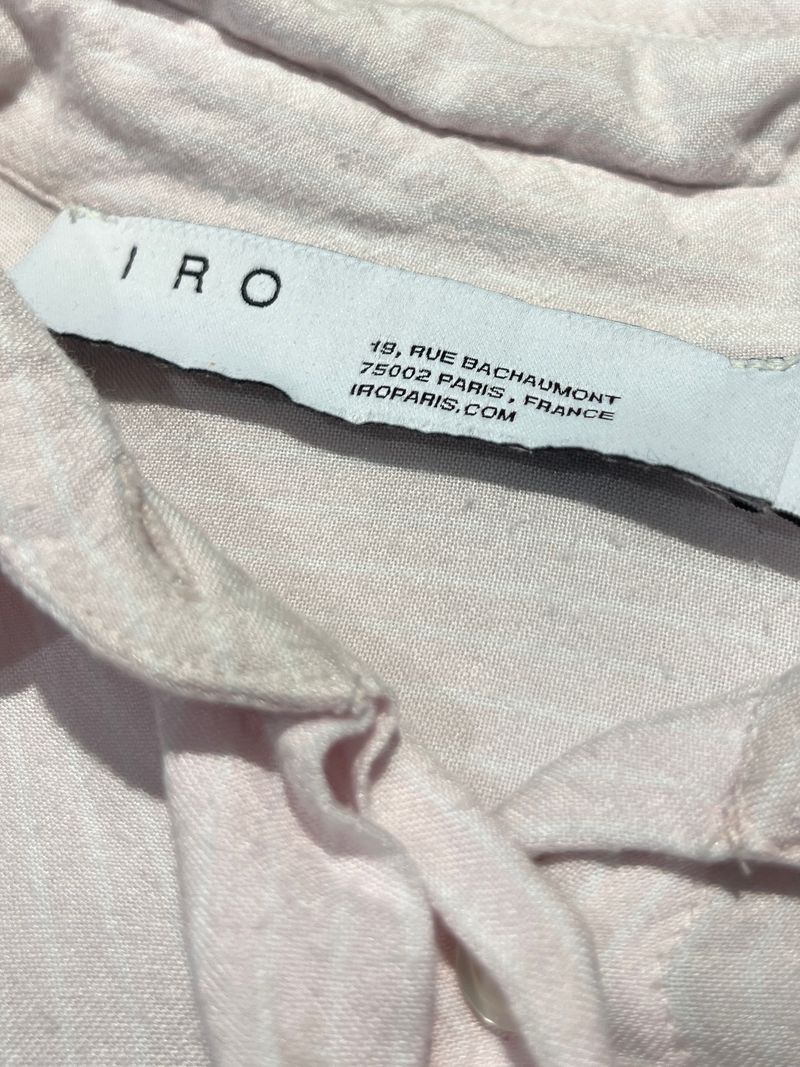 IRO
19, RUE BACHAUMONT
75002 PARIS, FRANCE
IROPARIS.COM